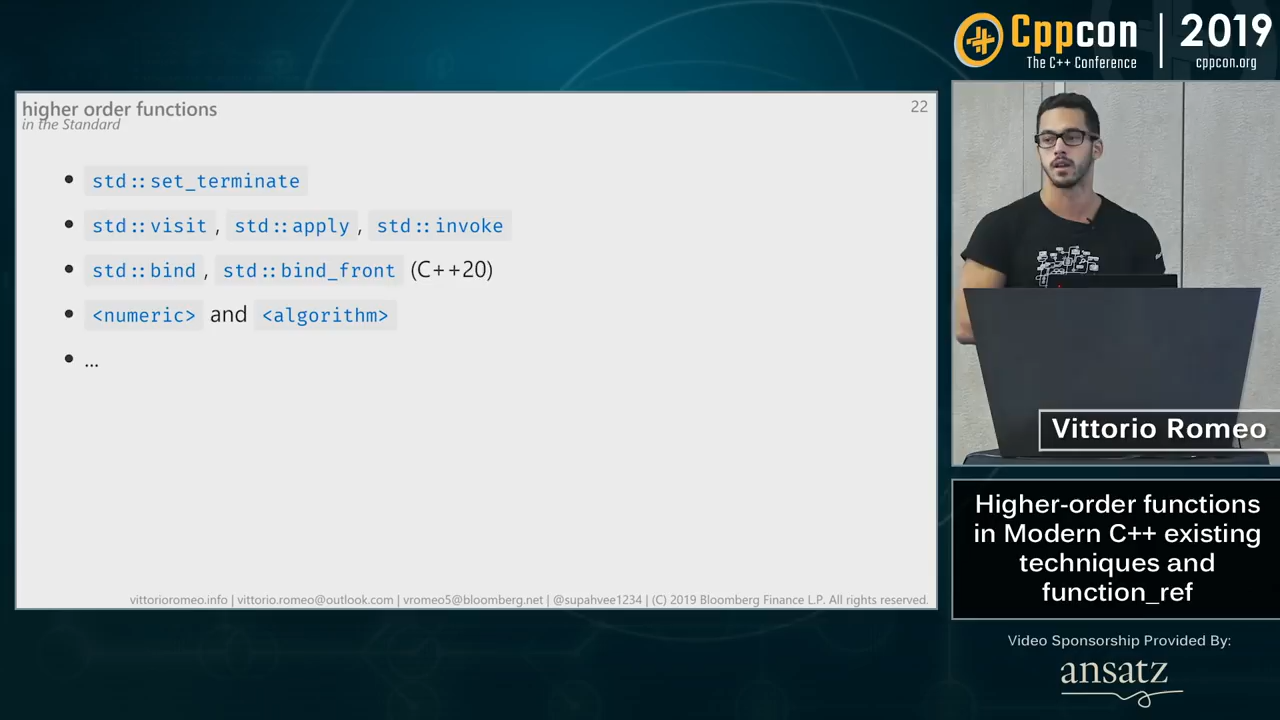 Cppcon | 2019
The C++ Conference
cppcon.org
higher order functions
in the Standard
22
• std::set_terminate
• std::visit , std::apply , std::invoke
• std::bind , std::bind_front (C++20)
• <numeric> and <algorithm>
• ...
vittorioromeo.info | vittorio.romeo@outlook.com | vromeo5@bloomberg.net | @supahvee1234 | (C) 2019 Bloomberg Finance L.P. All rights reserved.
Vittorio Romeo
Higher-order functions
in Modern C++ existing
techniques and
function_ref
Video Sponsorship Provided By:
ansatz